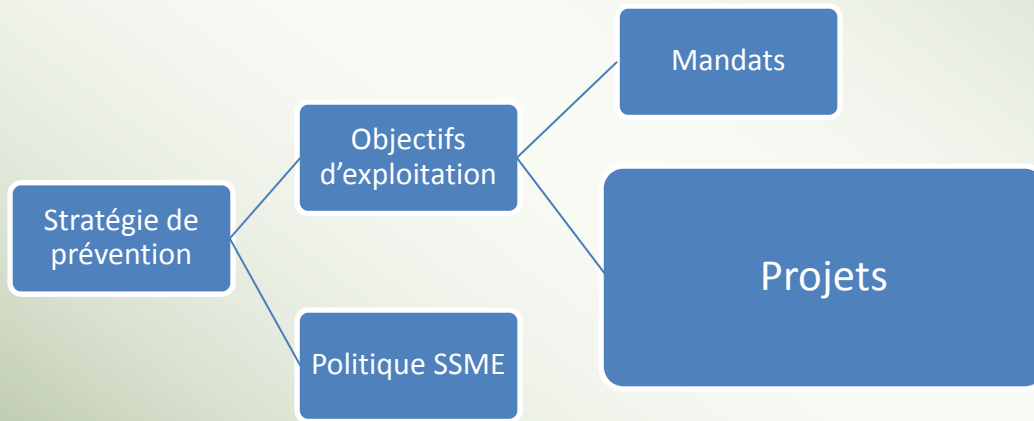 Mandats
Objectifs
d’exploitation
Stratégie de
prévention
Projets
Politique SSME